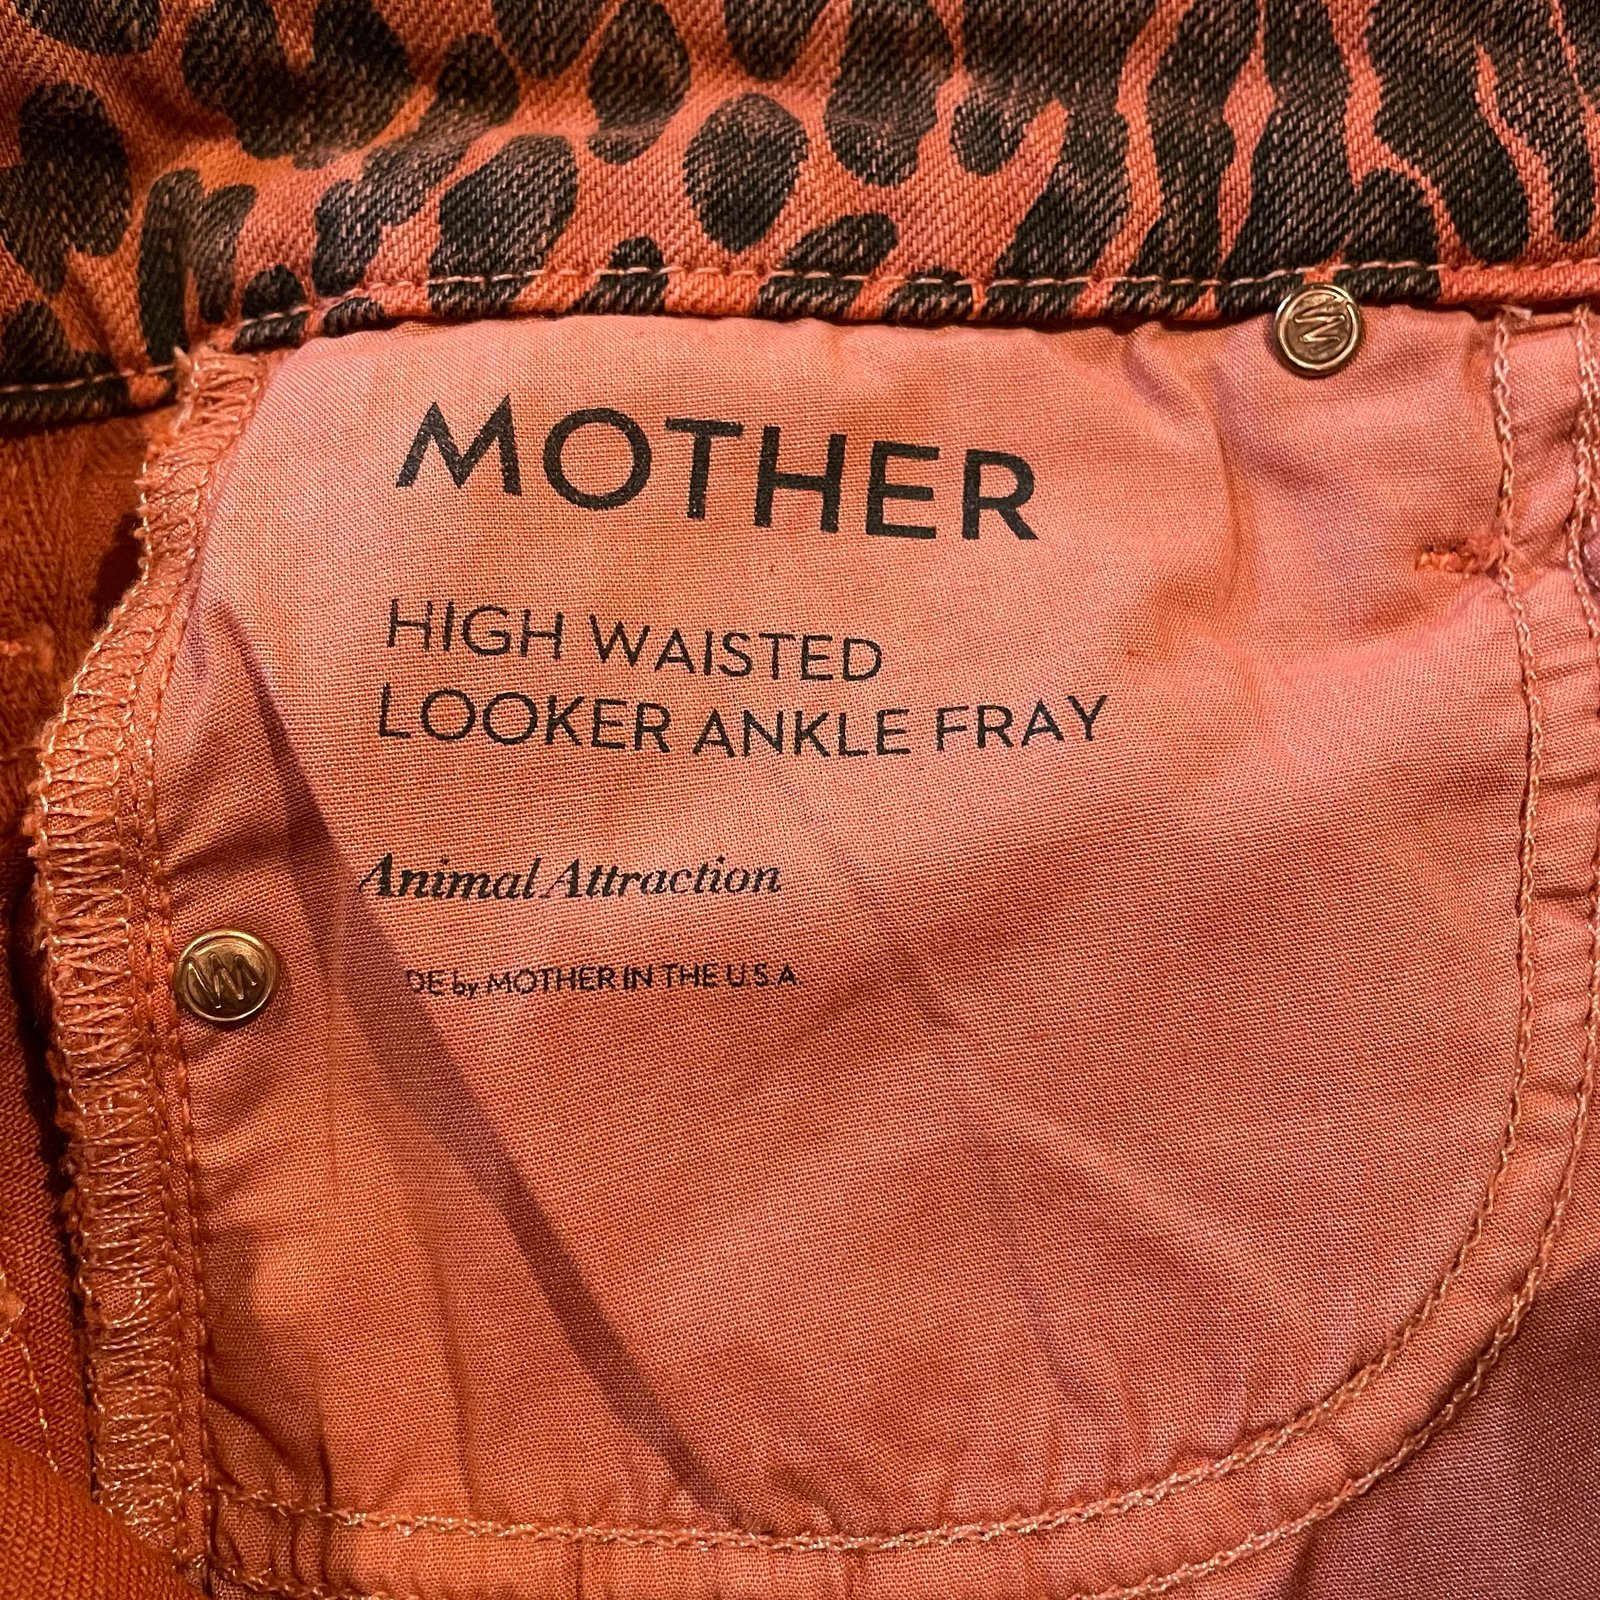 MOTHER
HIGH WAISTED
LOOKER ANKLE FRAY
Animal Attraction
by MOTHER IN THE U.S.A.